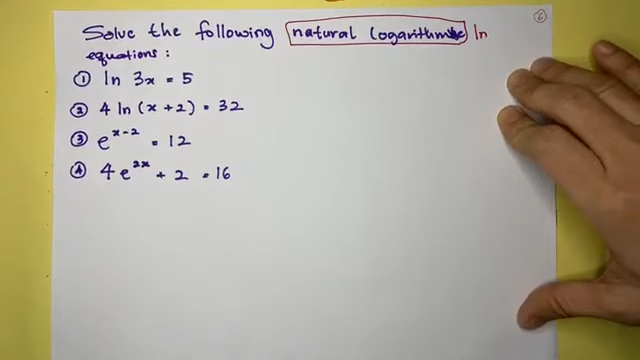 ⑥
Solve the following natural logarithmic ln
equations :
① ln 3x = 5
② 4 ln (x + 2) = 32
③ e^{x-2} = 12
④ 4e^{2x} + 2 = 16